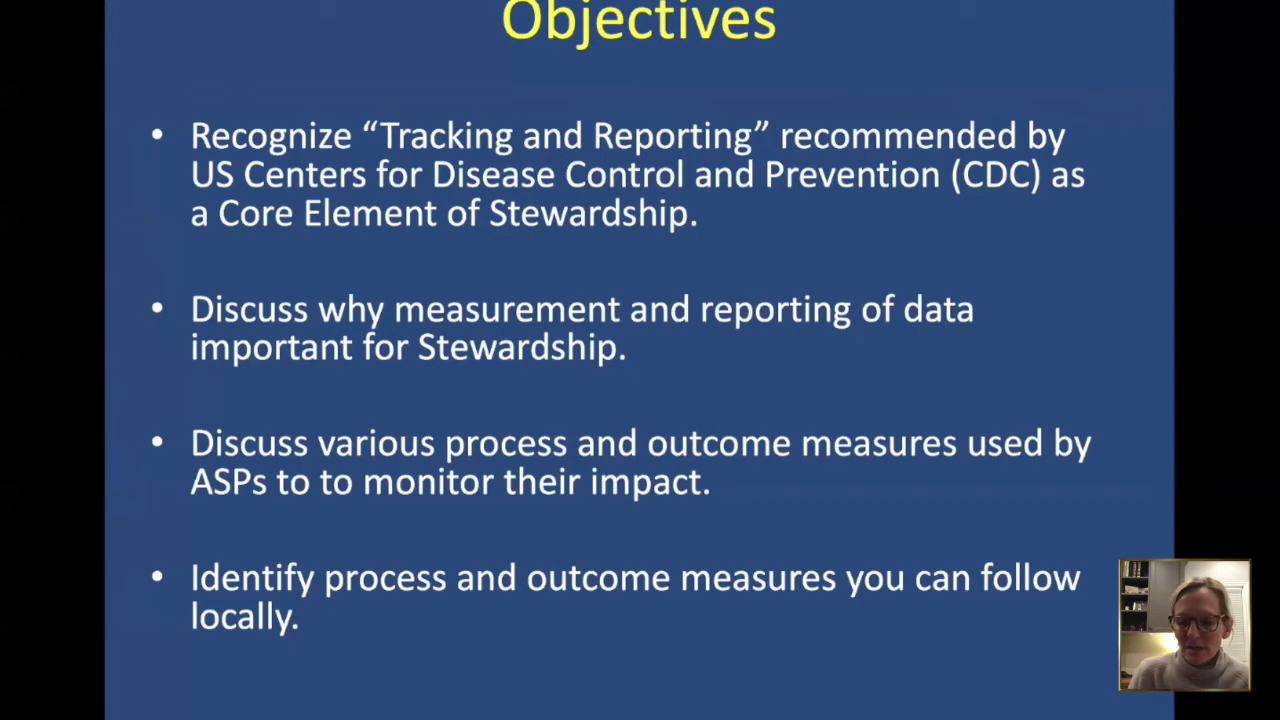 Objectives
• Recognize “Tracking and Reporting” recommended by
US Centers for Disease Control and Prevention (CDC) as
a Core Element of Stewardship.
• Discuss why measurement and reporting of data
important for Stewardship.
• Discuss various process and outcome measures used by
ASPs to to monitor their impact.
• Identify process and outcome measures you can follow
locally.